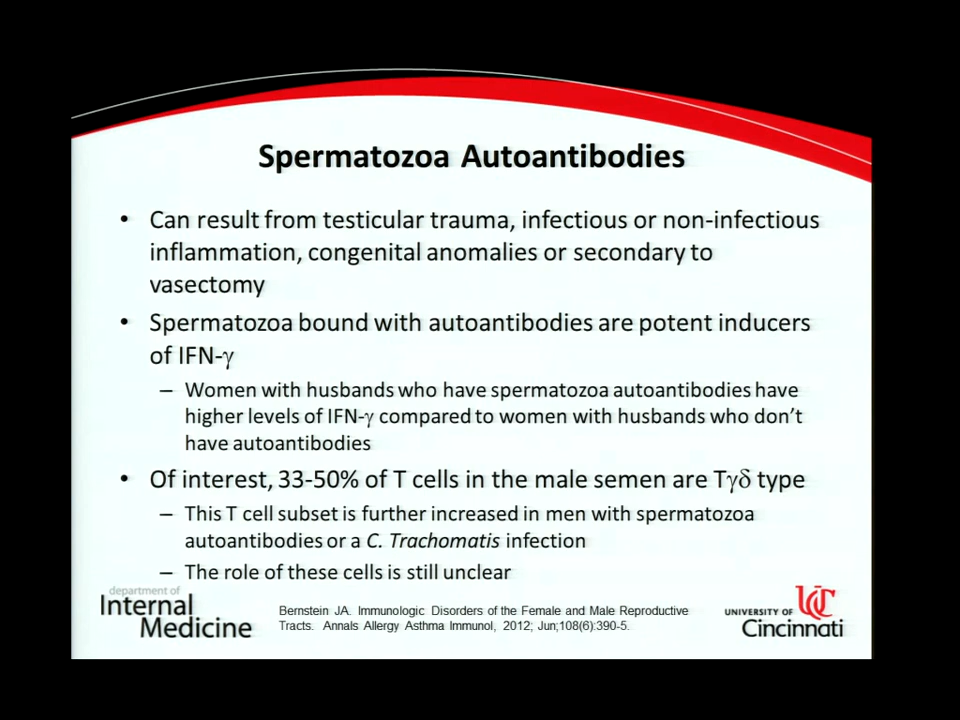 Spermatozoa Autoantibodies
• Can result from testicular trauma, infectious or non-infectious
inflammation, congenital anomalies or secondary to
vasectomy
• Spermatozoa bound with autoantibodies are potent inducers
of IFN-γ
– Women with husbands who have spermatozoa autoantibodies have
higher levels of IFN-γ compared to women with husbands who don't
have autoantibodies
• Of interest, 33-50% of T cells in the male semen are Tγδ type
– This T cell subset is further increased in men with spermatozoa
autoantibodies or a C. Trachomatis infection
– The role of these cells is still unclear
department of
Internal
Medicine
Bernstein JA. Immunologic Disorders of the Female and Male Reproductive
Tracts. Annals Allergy Asthma Immunol, 2012; Jun;108(6):390-5.
UC
UNIVERSITY OF
Cincinnati